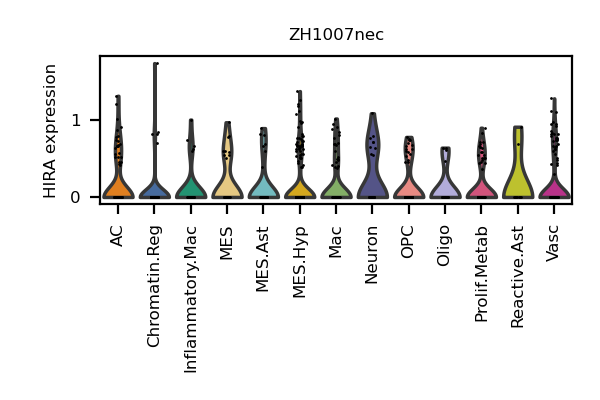 ZH1007nec
HIRA expression
1
0
AC
Chromatin.Reg
Inflammatory.Mac
MES
MES.Ast
MES.Hyp
Mac
Neuron
OPC
Oligo
Prolif.Metab
Reactive.Ast
Vasc